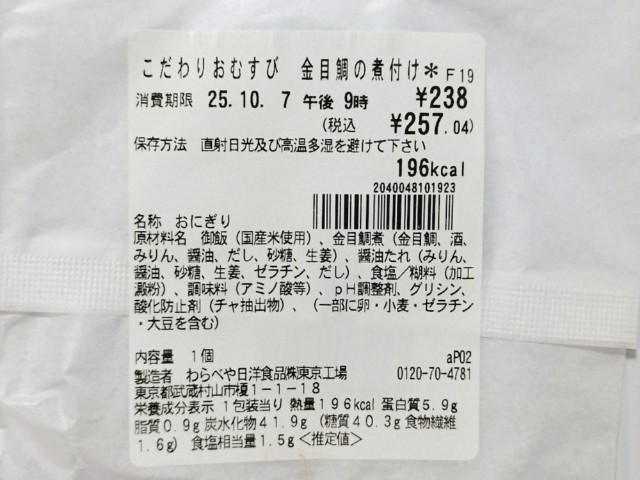 こだわりおむすび 金目鯛の煮付け* F19
消費期限 25.10. 7 午後 9時 ¥238
(税込 ¥257.04)
保存方法 直射日光及び高温多湿を避けて下さい
196kcal
2040048101923
名称 おにぎり
原材料名 御飯(国産米使用)、金目鯛煮(金目鯛、酒、
みりん、醤油、だし、砂糖、生姜)、醤油たれ(みりん、
醤油、砂糖、生姜、ゼラチン、だし)、食塩/糊料(加工
澱粉)、調味料(アミノ酸等)、pH調整剤、グリシン、
酸化防止剤(チャ抽出物)、(一部に卵・小麦・ゼラチン
・大豆を含む)
内容量 1個 aP02
製造者 わらべや日洋食品㈱東京工場 0120-70-4781
東京都武蔵村山市榎1-1-18
栄養成分表示 1包装当り 熱量196kcal 蛋白質5.9g
脂質0.9g 炭水化物41.9g (糖質40.3g 食物繊維
1.6g) 食塩相当量1.5g<推定値>